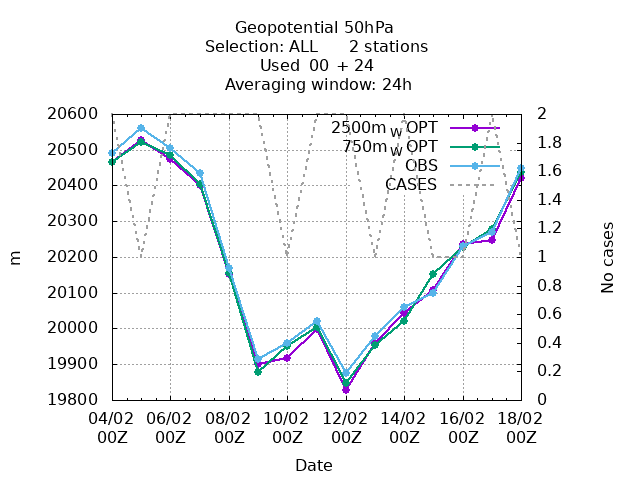 Geopotential 50hPa
Selection: ALL      2 stations
Used  00  + 24
Averaging window: 24h
20600
20500
20400
20300
20200
20100
20000
19900
19800
m
2
1.8
1.6
1.4
1.2
1
0.8
0.6
0.4
0.2
0
No cases
2500m W OPT
750m W OPT
OBS
CASES
04/02 06/02 08/02 10/02 12/02 14/02 16/02 18/02
00Z 00Z 00Z 00Z 00Z 00Z 00Z 00Z
Date